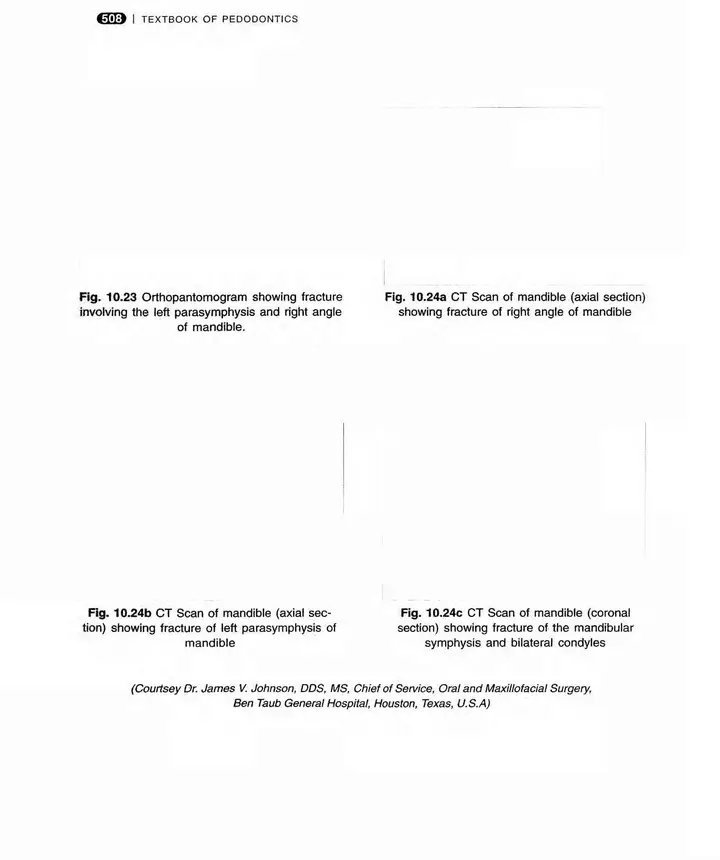 508 | TEXTBOOK OF PEDODONTICS
Fig. 10.23 Orthopantomogram showing fracture
involving the left parasymphysis and right angle
of mandible.
Fig. 10.24a CT Scan of mandible (axial section)
showing fracture of right angle of mandible
Fig. 10.24b CT Scan of mandible (axial sec-
tion) showing fracture of left parasymphysis of
mandible
Fig. 10.24c CT Scan of mandible (coronal
section) showing fracture of the mandibular
symphysis and bilateral condyles
(Courtsey Dr. James V. Johnson, DDS, MS, Chief of Service, Oral and Maxillofacial Surgery,
Ben Taub General Hospital, Houston, Texas, U.S.A)